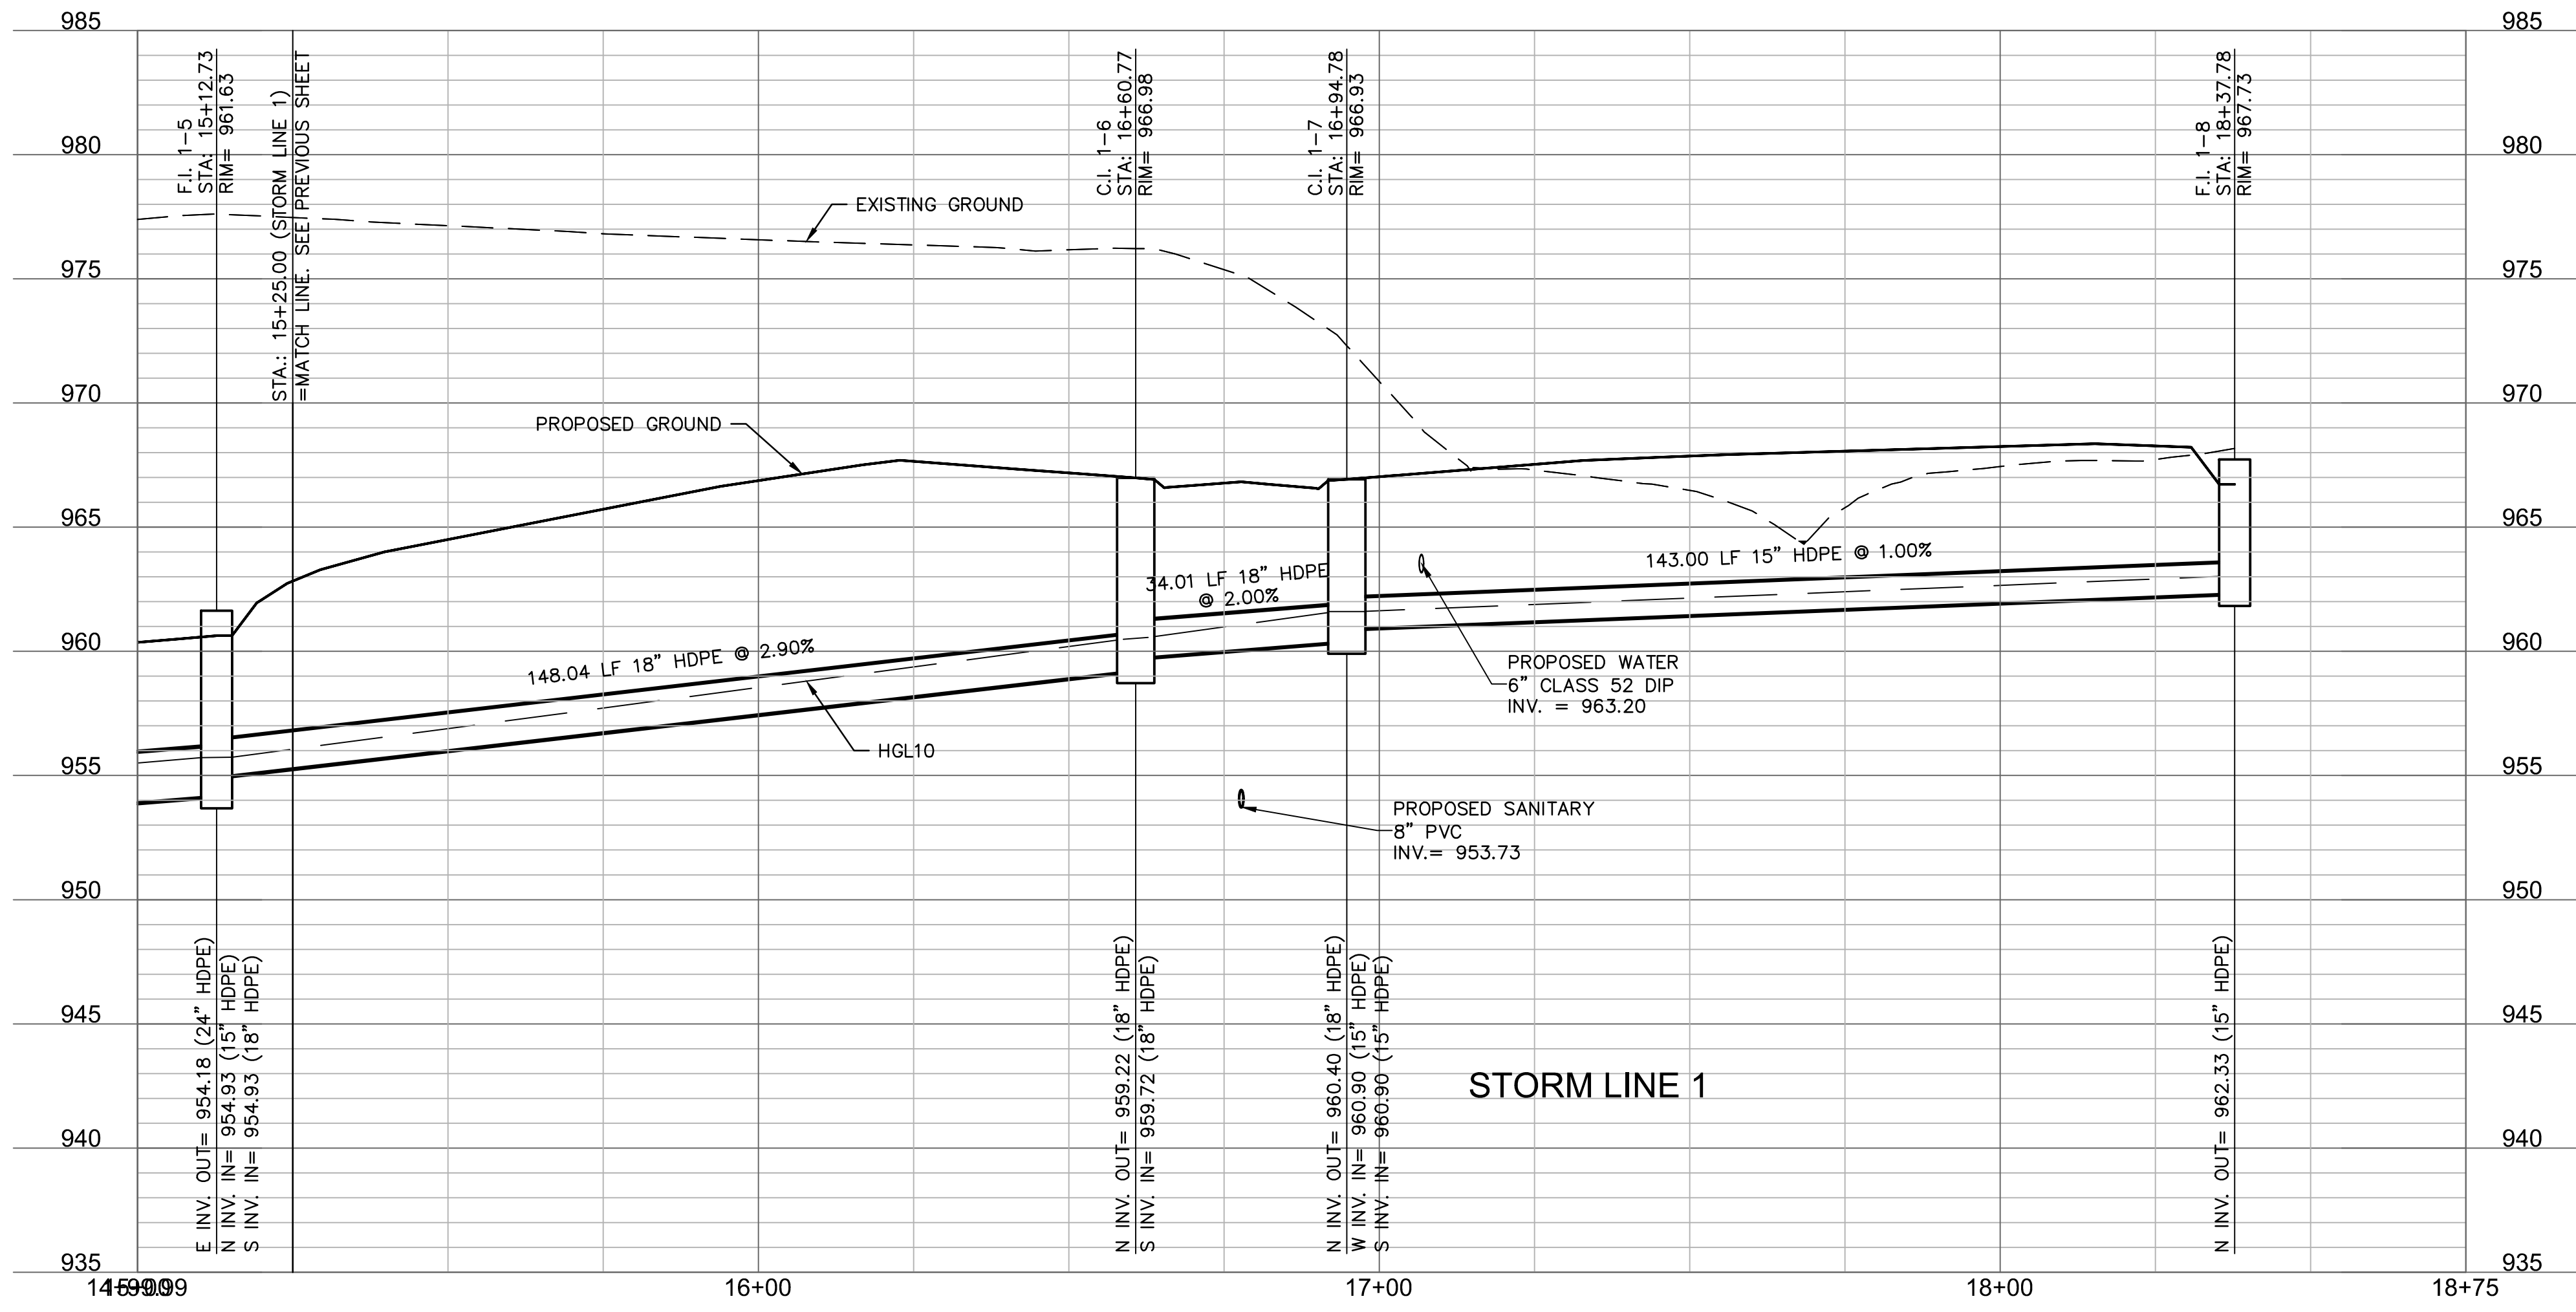 985
985
980
980
975
975
970
970
965
965
960
960
955
955
950
950
945
945
940
940
935
935
F.I. 1-5
STA: 15+12.73
RIM= 961.63
STA.: 15+25.00 (STORM LINE 1)
=MATCH LINE. SEE PREVIOUS SHEET
C.I. 1-6
STA: 16+60.77
RIM= 966.98
C.I. 1-7
STA: 16+94.78
RIM= 966.93
F.I. 1-8
STA: 18+37.78
RIM= 967.73
EXISTING GROUND
PROPOSED GROUND
148.04 LF 18” HDPE @ 2.90%
34.01 LF 18” HDPE
@ 2.00%
143.00 LF 15” HDPE @ 1.00%
HGL10
PROPOSED WATER
6” CLASS 52 DIP
INV. = 963.20
PROPOSED SANITARY
8” PVC
INV.= 953.73
E INV. OUT= 954.18 (24” HDPE)
N INV. IN= 954.93 (15” HDPE)
S INV. IN= 954.93 (18” HDPE)
N INV. OUT= 959.22 (18” HDPE)
S INV. IN= 959.72 (18” HDPE)
N INV. OUT= 960.40 (18” HDPE)
W INV. IN= 960.90 (15” HDPE)
S INV. IN= 960.90 (15” HDPE)
N INV. OUT= 962.33 (15” HDPE)
STORM LINE 1
16+00
17+00
18+00
18+75